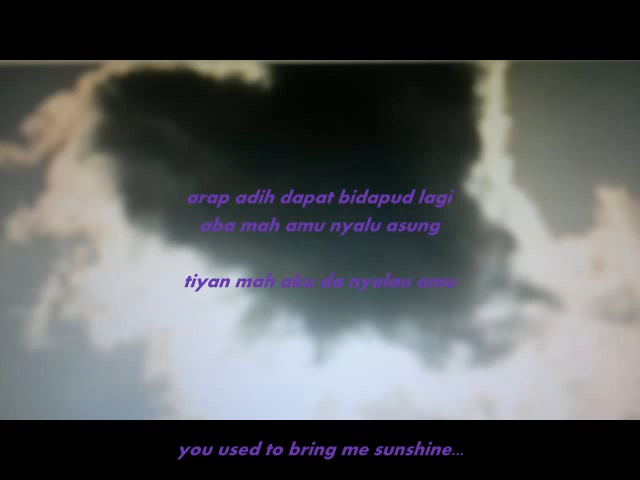 arap adih dapat bidapud lagi
aba mah amu nyalu asung
tiyan mah aku da nyalau amu
you used to bring me sunshine...